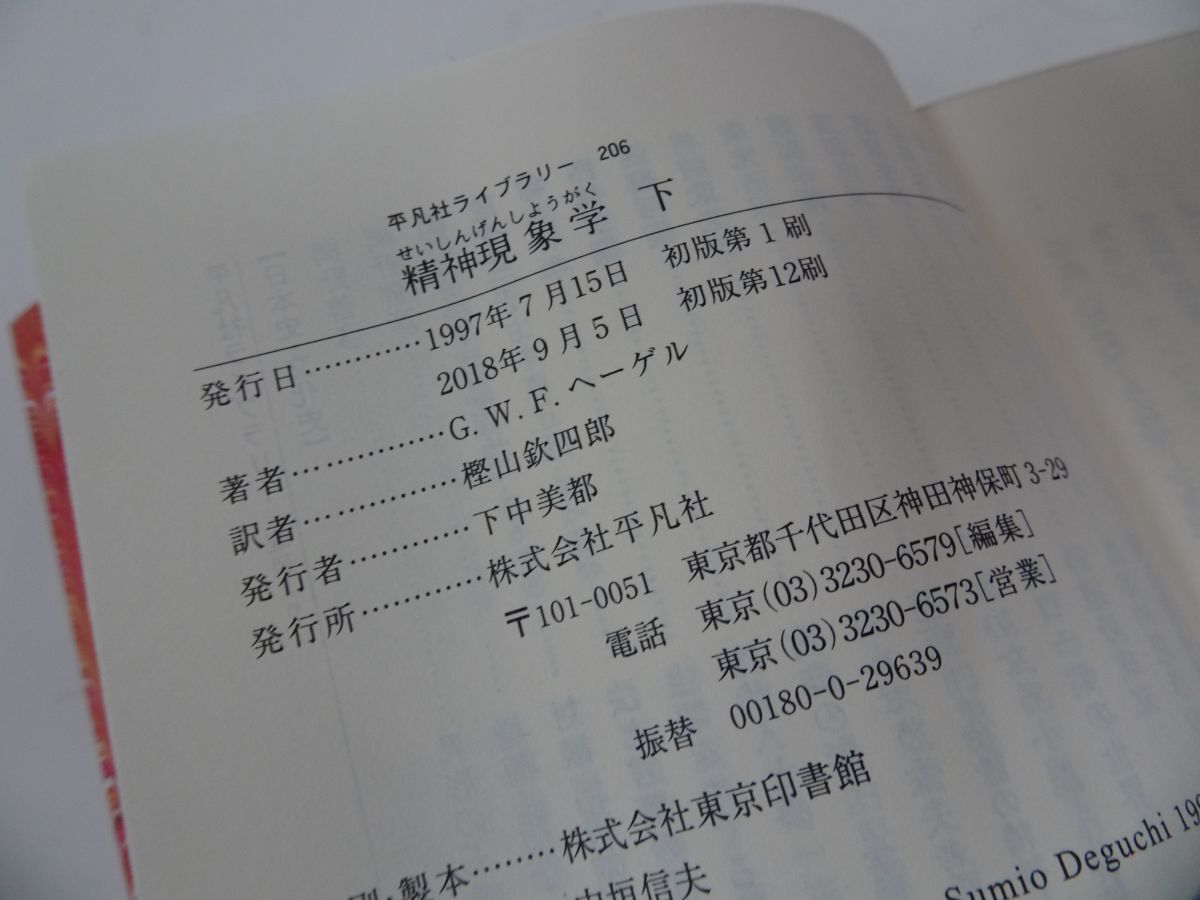 平凡社ライブラリー 206
せいしんげんしょうがく
精神現象学 下
発行日…………1997年7月15日 初版第1刷
2018年9月5日 初版第12刷
著者……………G. W. F. ヘーゲル
訳者……………樫山欽四郎
発行者…………下中美都
発行所…………株式会社平凡社
〒101-0051 東京都千代田区神田神保町3-29
電話 東京(03)3230-6579[編集]
東京(03)3230-6573[営業]
振替 00180-0-29639
刷・製本………株式会社東京印書館
中垣信夫
Sumio Deguchi